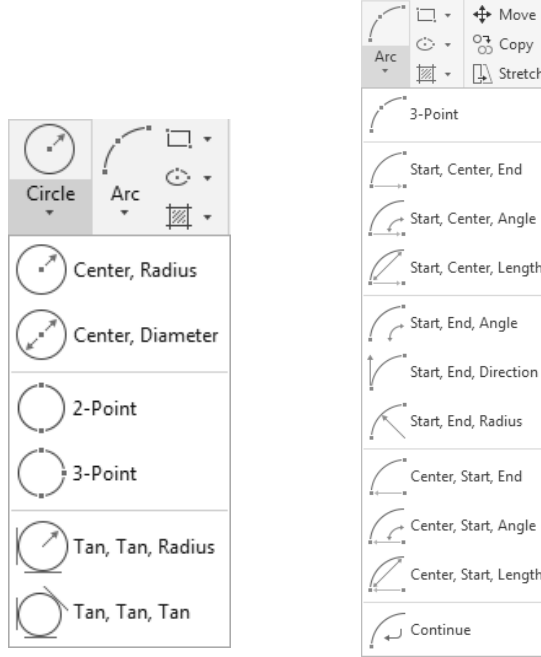 Circle
Arc
Center, Radius
Center, Diameter
2-Point
3-Point
Tan, Tan, Radius
Tan, Tan, Tan
Arc
Move
Copy
Stretch
3-Point
Start, Center, End
Start, Center, Angle
Start, Center, Length
Start, End, Angle
Start, End, Direction
Start, End, Radius
Center, Start, End
Center, Start, Angle
Center, Start, Length
Continue